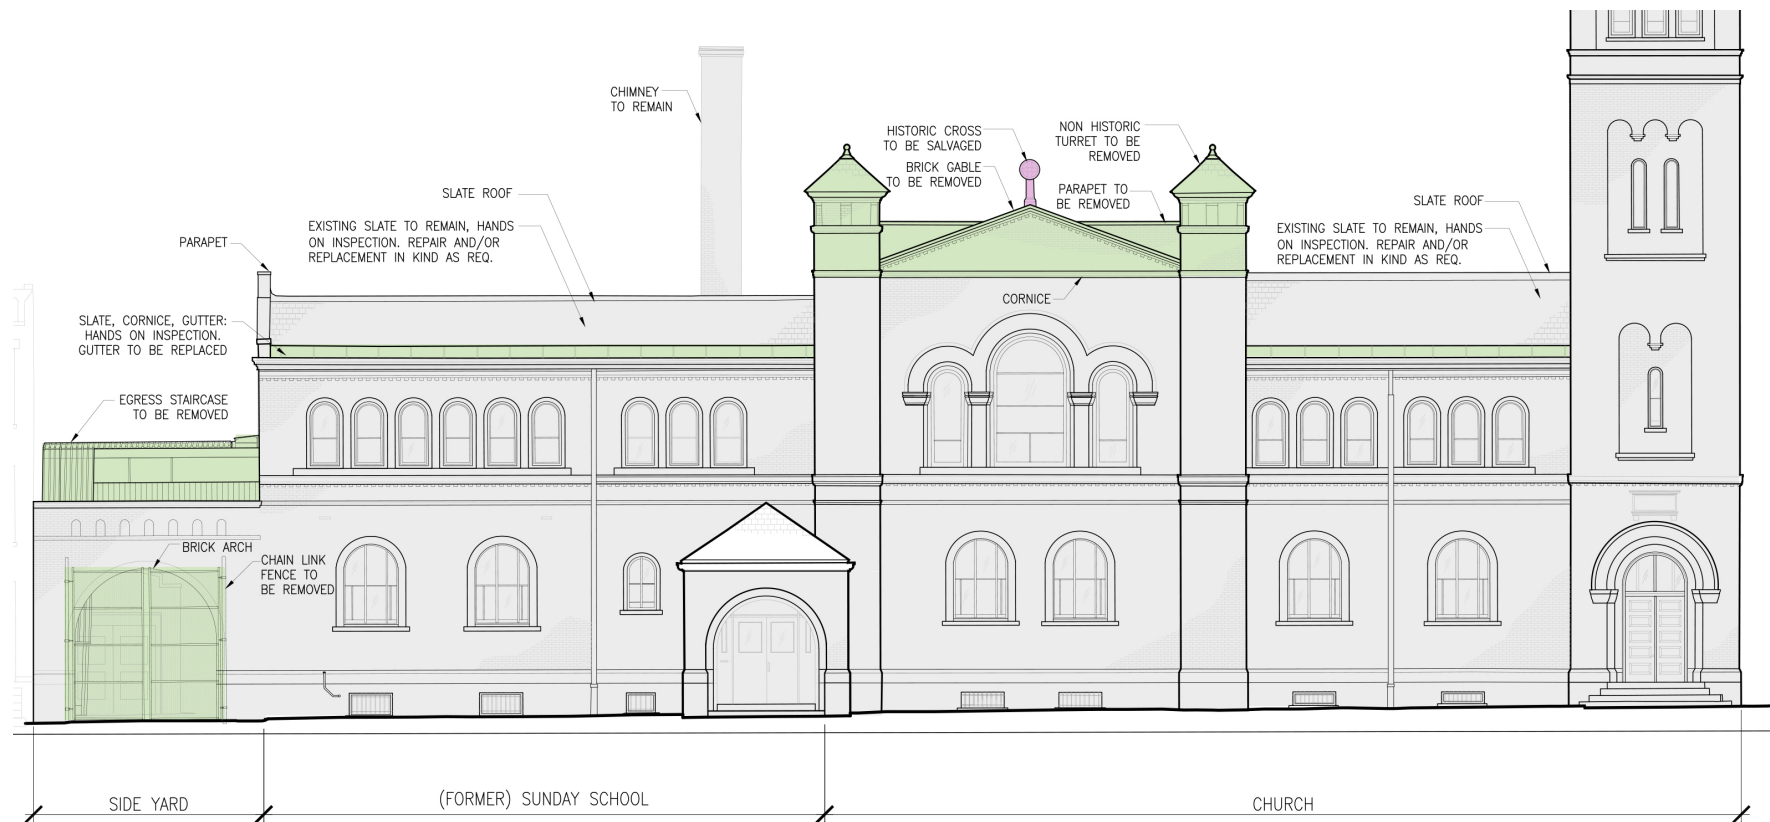 CHIMNEY
TO REMAIN
HISTORIC CROSS
TO BE SALVAGED
BRICK GABLE
TO BE REMOVED
NON HISTORIC
TURRET TO BE
REMOVED
PARAPET TO
BE REMOVED
SLATE ROOF
EXISTING SLATE TO REMAIN, HANDS
ON INSPECTION. REPAIR AND/OR
REPLACEMENT IN KIND AS REQ.
SLATE ROOF
EXISTING SLATE TO REMAIN, HANDS
ON INSPECTION. REPAIR AND/OR
REPLACEMENT IN KIND AS REQ.
PARAPET
CORNICE
SLATE, CORNICE, GUTTER:
HANDS ON INSPECTION.
GUTTER TO BE REPLACED
EGRESS STAIRCASE
TO BE REMOVED
BRICK ARCH
CHAIN LINK
FENCE TO
BE REMOVED
SIDE YARD
(FORMER) SUNDAY SCHOOL
CHURCH